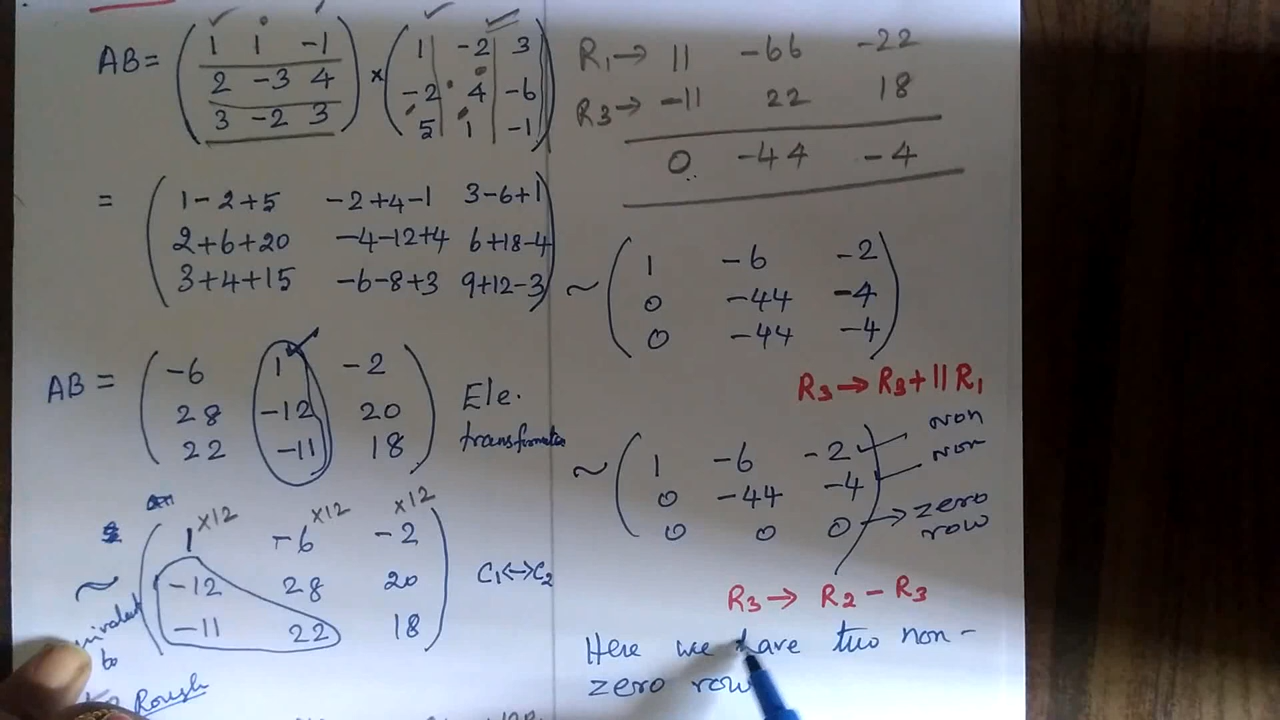 AB = ( 1 1 -1 ) × ( 1 -2 3 )
2 -3 4 -2 4 -6
3 -2 3 5 1 -1
= ( 1-2+5 -2+4-1 3-6+1 )
2+6+20 -4-12+4 6+18-4
3+4+15 -6-8+3 9+12-3
AB = ( -6 1 -2 ) Ele.
28 -12 20 transformation
22 -11 18
~ ( 1 ×12 -6 ×12 -2 ×12 )
-12 28 20 C1↔C2
-11 22 18
to
Rough
R1→ 11 -66 -22
R3→ -11 22 18
0 -44 -4
~ ( 1 -6 -2 )
0 -44 -4
0 -44 -4
R3→ R3+11R1
~ ( 1 -6 -2 ) non
0 -44 -4 non
0 0 0 → zero row
R3→ R2-R3
Here we have two non-
zero row